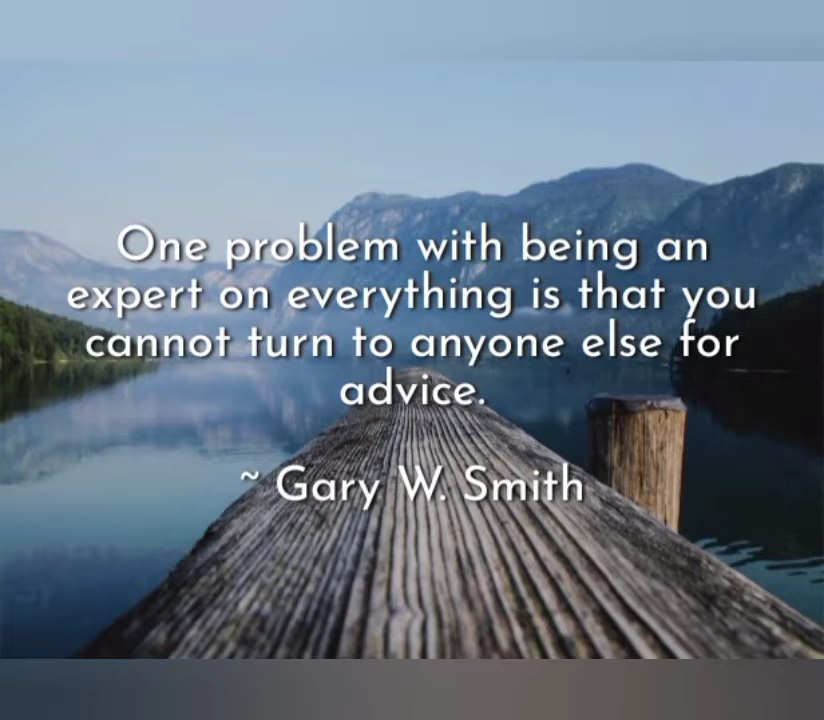 One problem with being an
expert on everything is that you
cannot turn to anyone else for
advice.
~ Gary W. Smith